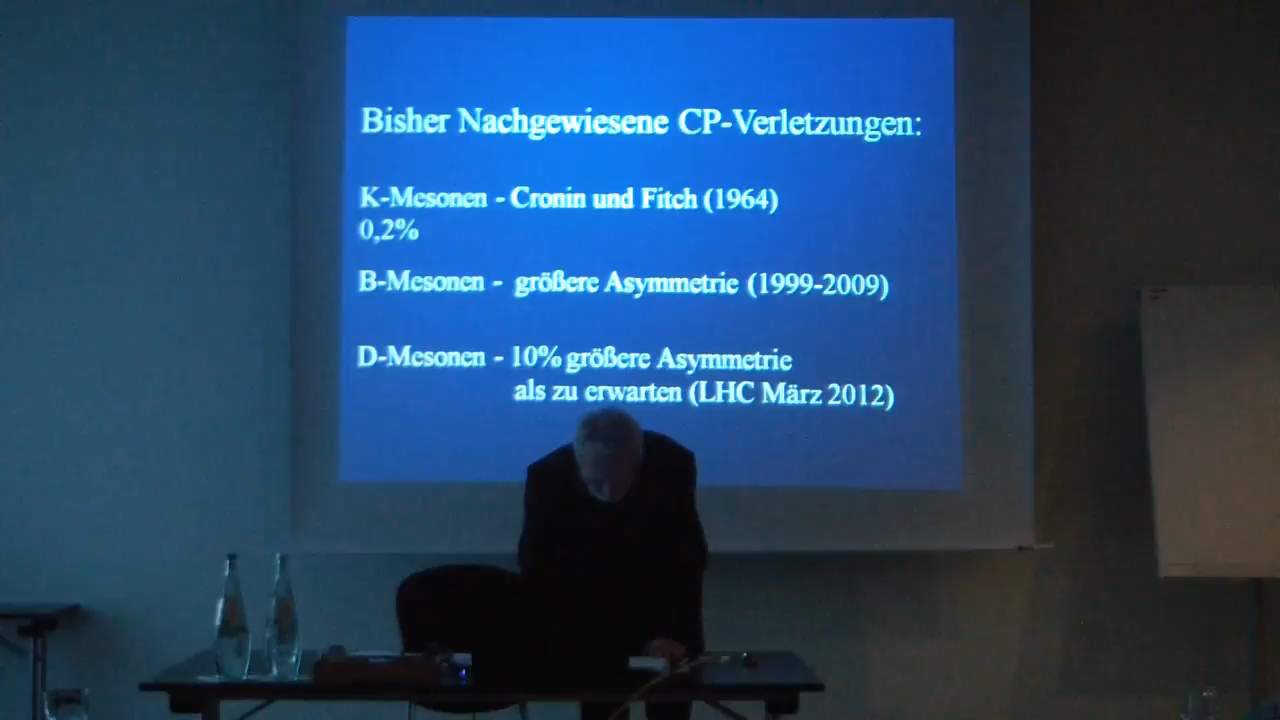 Bisher Nachgewiesene CP-Verletzungen:
K-Mesonen - Cronin und Fitch (1964)
0,2%
B-Mesonen - größere Asymmetrie (1999-2009)
D-Mesonen - 10% größere Asymmetrie
als zu erwarten (LHC März 2012)